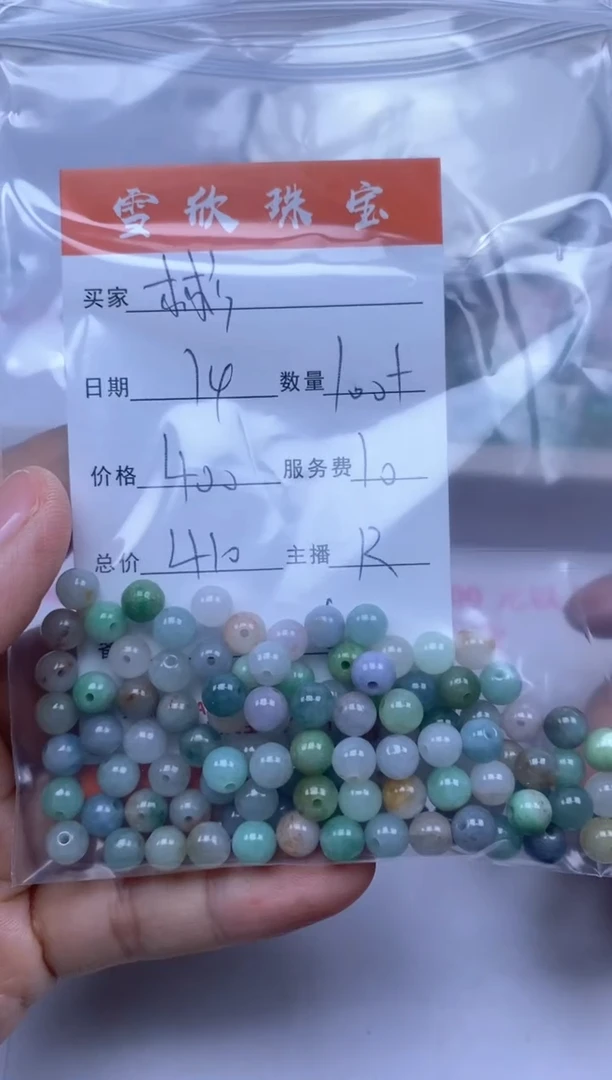 雪欣珠宝
买家
日期 14 数量 100+
价格 400 服务费 10
总价 410 主播 R